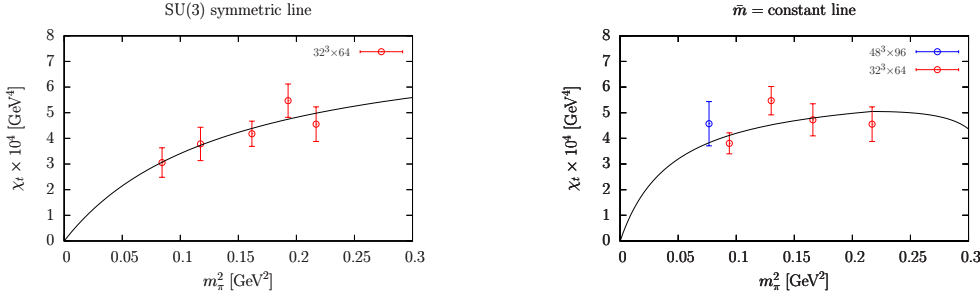 SU(3) symmetric line
8
7
6
5
4
3
2
1
0
χt × 10⁴ [GeV⁴]
32³×64
0 0.05 0.1 0.15 0.2 0.25 0.3
m²π [GeV²]
m̄ = constant line
8
7
6
5
4
3
2
1
0
χt × 10⁴ [GeV⁴]
48³×96
32³×64
0 0.05 0.1 0.15 0.2 0.25 0.3
m²π [GeV²]